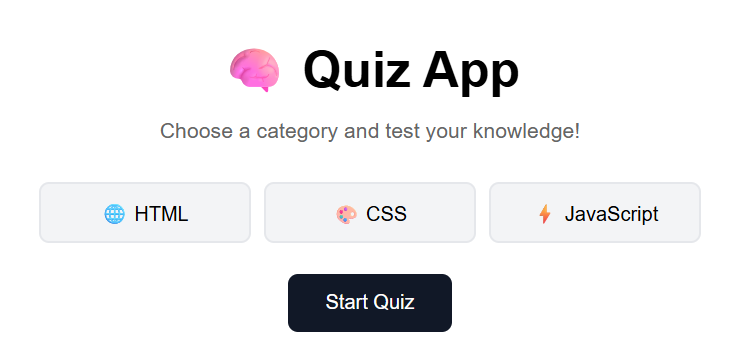 🧠 Quiz App
Choose a category and test your knowledge!
🌐 HTML
🎨 CSS
⚡ JavaScript
Start Quiz